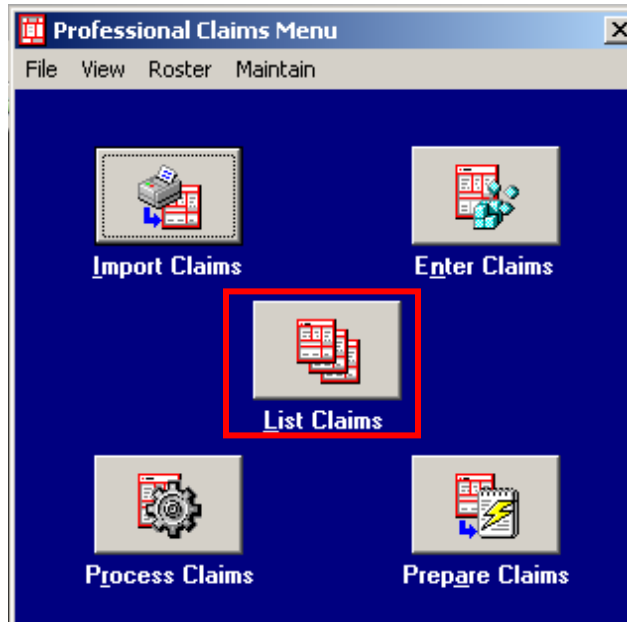 Professional Claims Menu
File View Roster Maintain
Import Claims Enter Claims
List Claims
Process Claims Prepare Claims